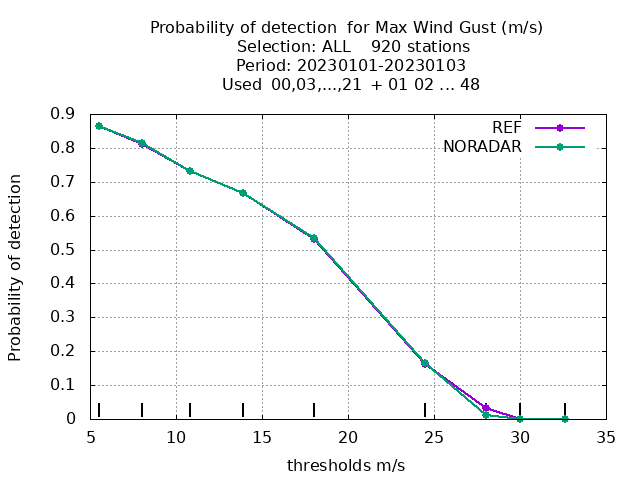 Probability of detection  for Max Wind Gust (m/s)
Selection: ALL    920 stations
Period: 20230101-20230103
Used  00,03,...,21  + 01 02 ... 48
REF
NORADAR
Probability of detection
0.9
0.8
0.7
0.6
0.5
0.4
0.3
0.2
0.1
0
5 10 15 20 25 30 35
thresholds m/s